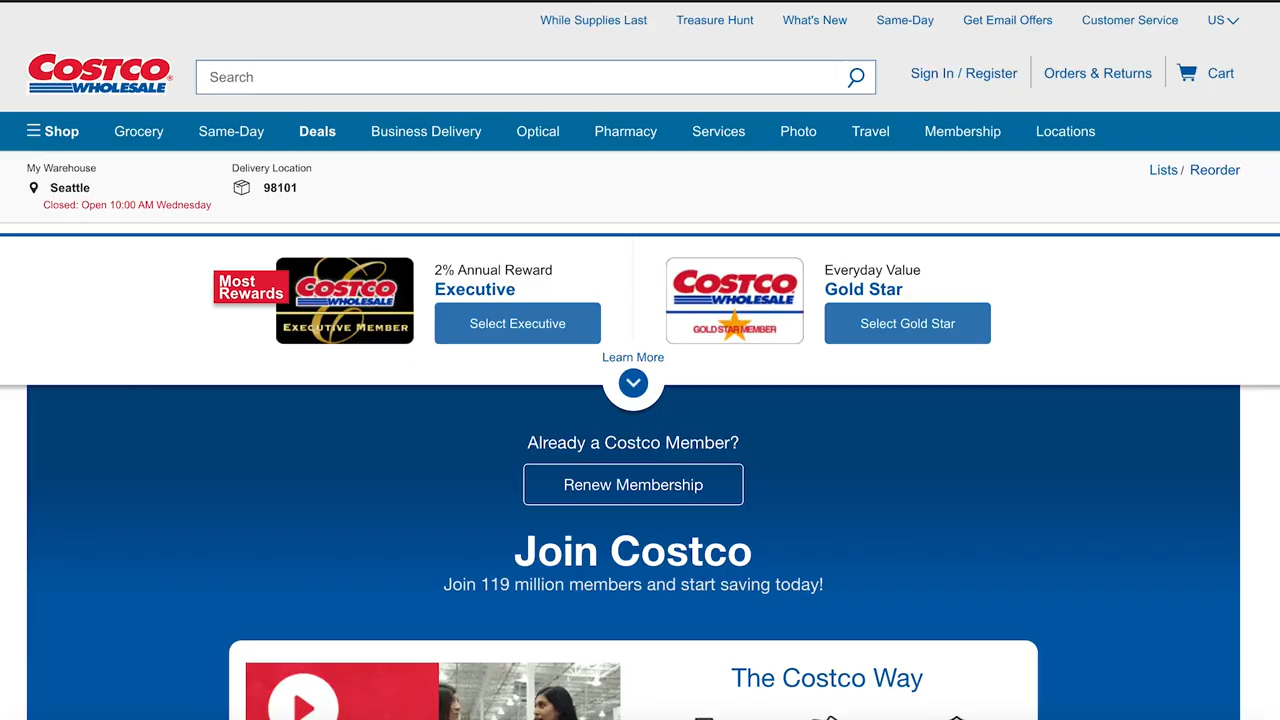 While Supplies Last Treasure Hunt What's New Same-Day Get Email Offers Customer Service US
COSTCO WHOLESALE
Search
Sign In / Register Orders & Returns Cart
Shop Grocery Same-Day Deals Business Delivery Optical Pharmacy Services Photo Travel Membership Locations
My Warehouse
Seattle
Closed: Open 10:00 AM Wednesday
Delivery Location
98101
Lists / Reorder
Most
Rewards
COSTCO
WHOLESALE
EXECUTIVE MEMBER
2% Annual Reward
Executive
Select Executive
COSTCO
WHOLESALE
GOLD STAR MEMBER
Everyday Value
Gold Star
Select Gold Star
Learn More
Already a Costco Member?
Renew Membership
Join Costco
Join 119 million members and start saving today!
The Costco Way